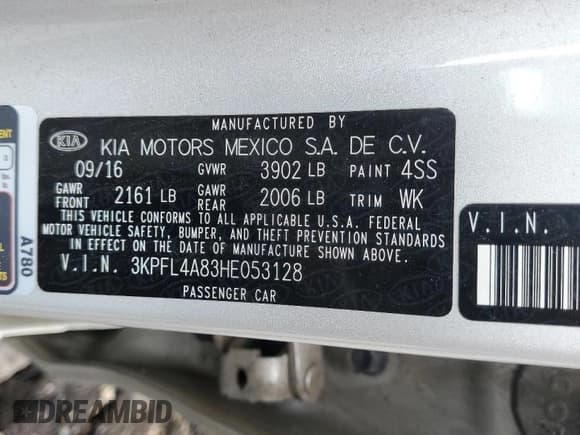 MANUFACTURED BY
KIA KIA MOTORS MEXICO S.A. DE C.V.
09/16 GVWR 3902 LB PAINT 4SS
GAWR FRONT 2161 LB GAWR REAR 2006 LB TRIM WK
THIS VEHICLE CONFORMS TO ALL APPLICABLE U.S.A. FEDERAL
MOTOR VEHICLE SAFETY, BUMPER, AND THEFT PREVENTION STANDARDS
IN EFFECT ON THE DATE OF MANUFACTURE SHOWN ABOVE.
V.I.N. 3KPFL4A83HE053128
PASSENGER CAR
V.I.N.
A780
DREAMBID